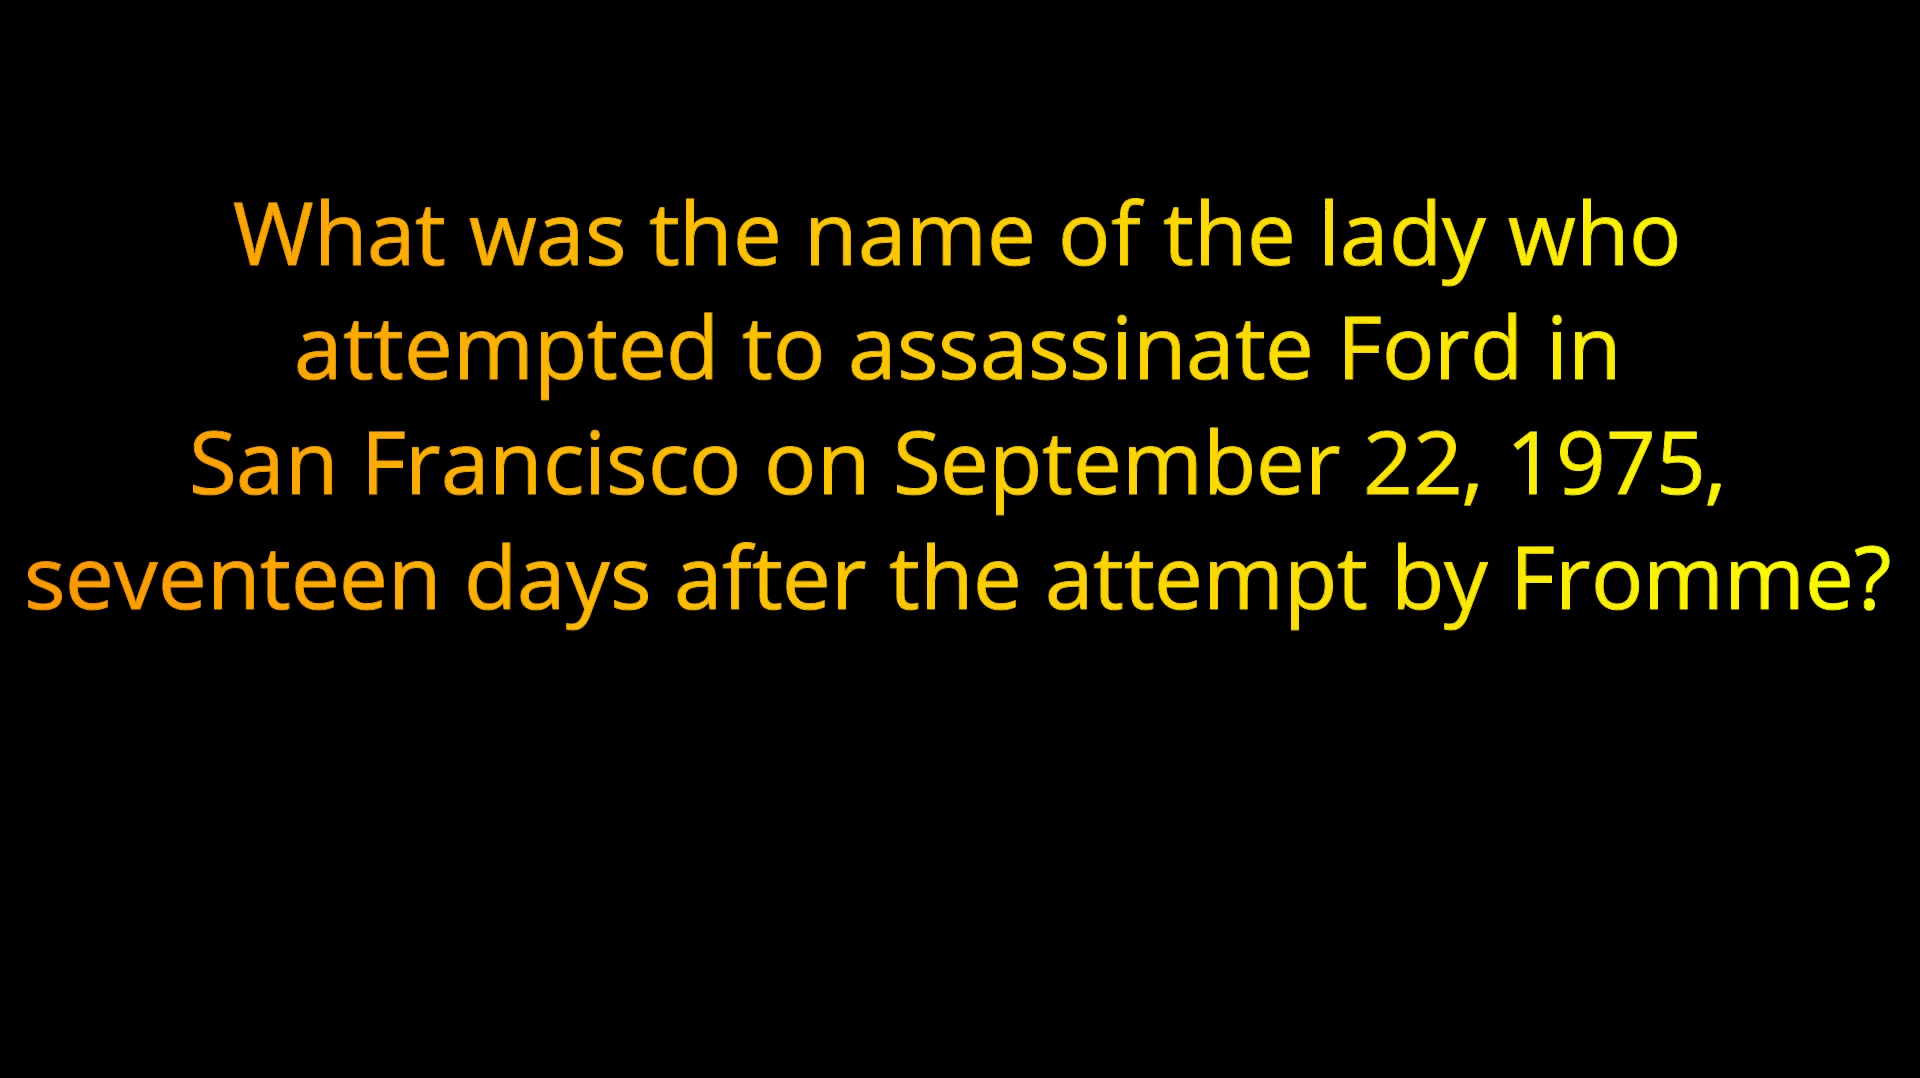 What was the name of the lady who
attempted to assassinate Ford in
San Francisco on September 22, 1975,
seventeen days after the attempt by Fromme?